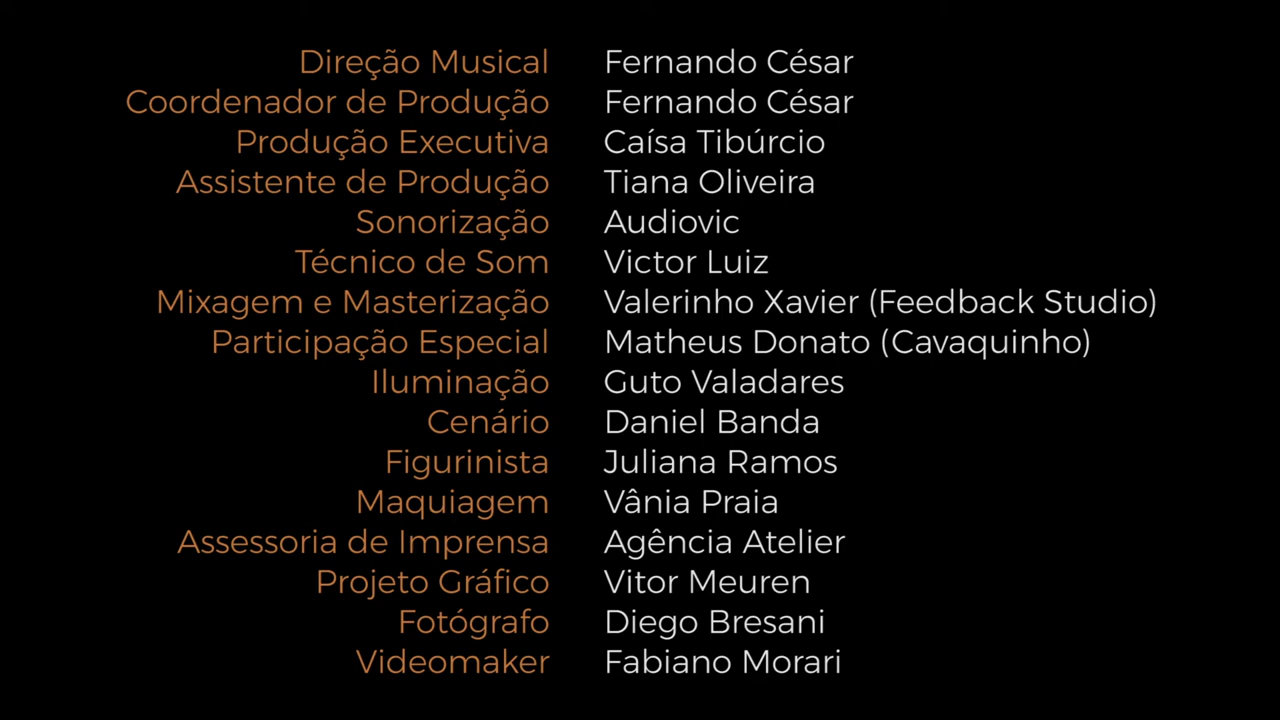 Direção Musical Fernando César
Coordenador de Produção Fernando César
Produção Executiva Caísa Tibúrcio
Assistente de Produção Tiana Oliveira
Sonorização Audiovic
Técnico de Som Victor Luiz
Mixagem e Masterização Valerinho Xavier (Feedback Studio)
Participação Especial Matheus Donato (Cavaquinho)
Iluminação Guto Valadares
Cenário Daniel Banda
Figurinista Juliana Ramos
Maquiagem Vânia Praia
Assessoria de Imprensa Agência Atelier
Projeto Gráfico Vitor Meuren
Fotógrafo Diego Bresani
Videomaker Fabiano Morari